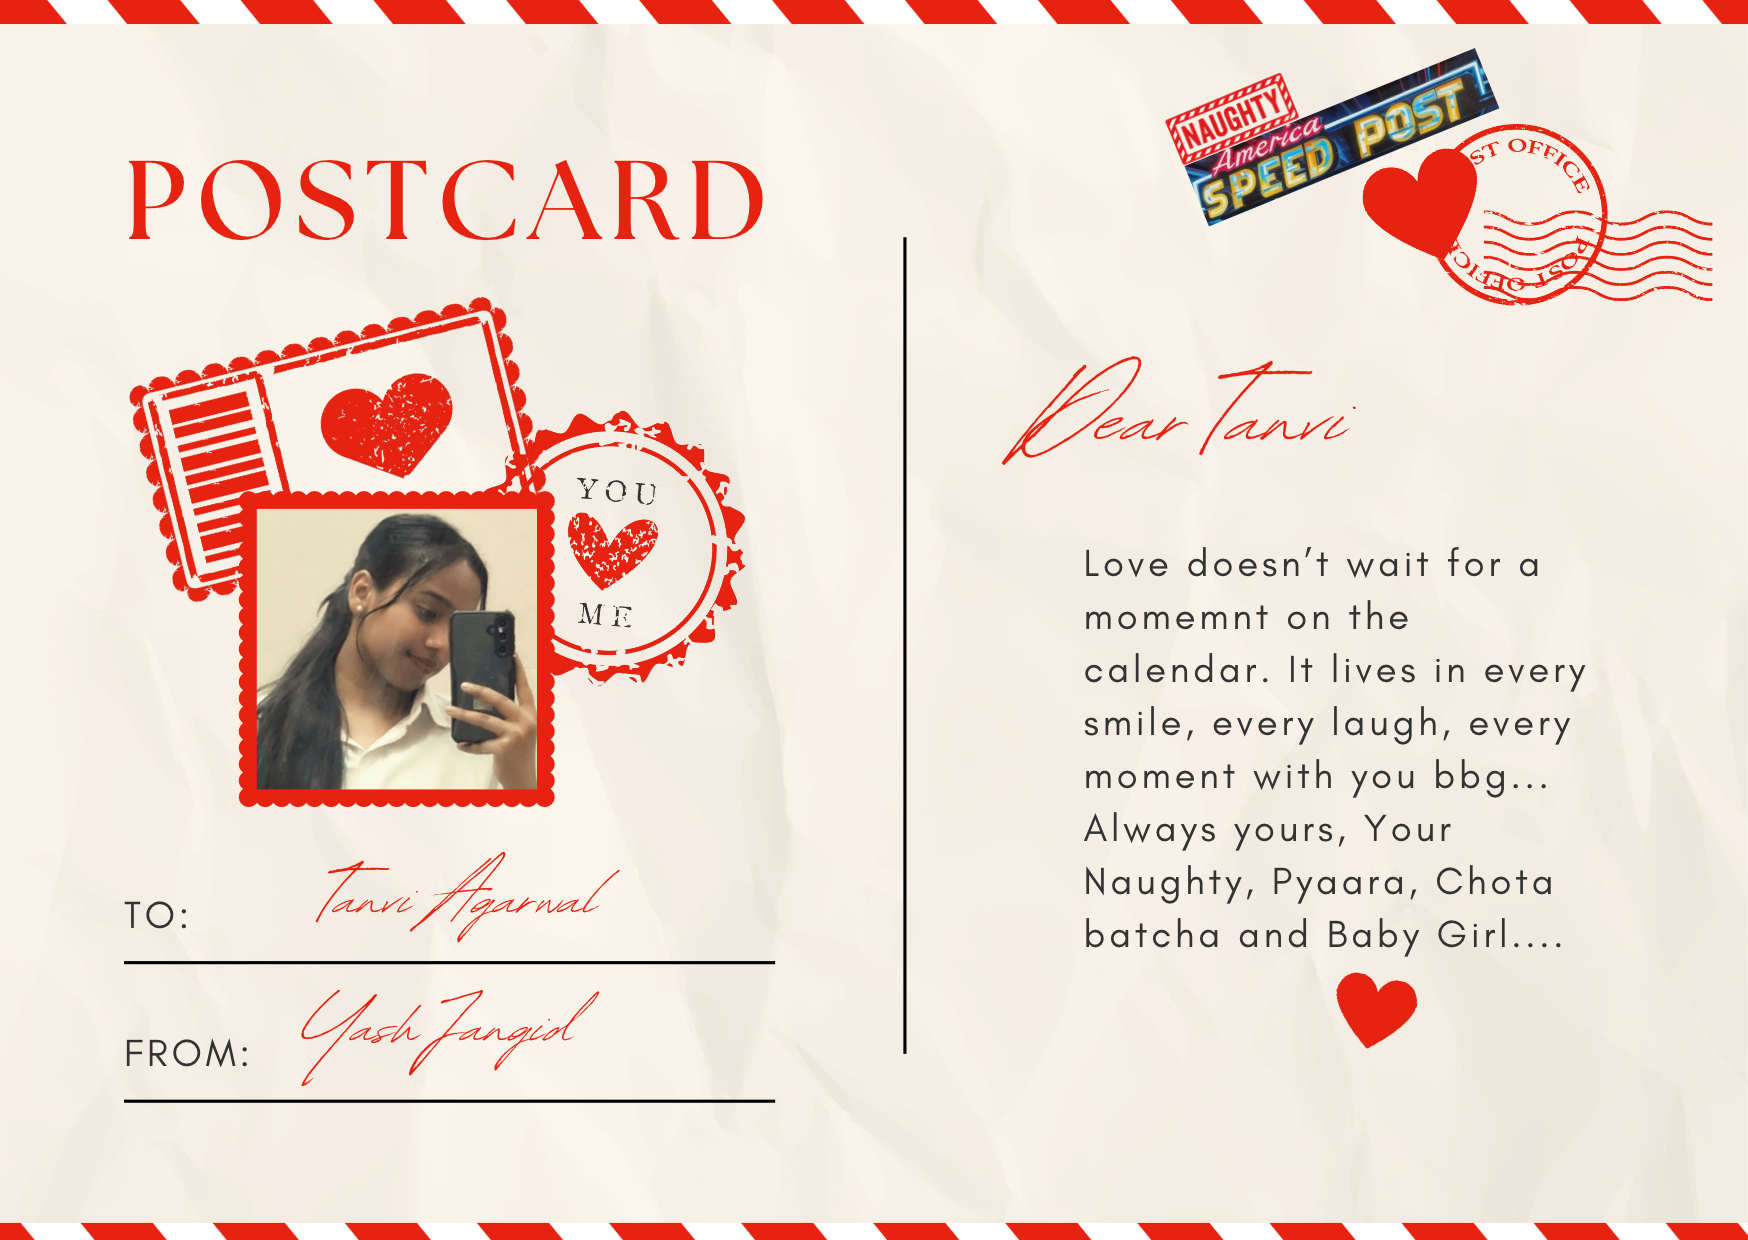 POSTCARD
YOU
ME
TO: Tanvi Agarwal
FROM: Yash Jangid
NAUGHTY
America
SPEED POST
ST OFFICE
POST OFFIC
Dear Tanvi
Love doesn’t wait for a
momemnt on the
calendar. It lives in every
smile, every laugh, every
moment with you bbg...
Always yours, Your
Naughty, Pyaara, Chota
batcha and Baby Girl....